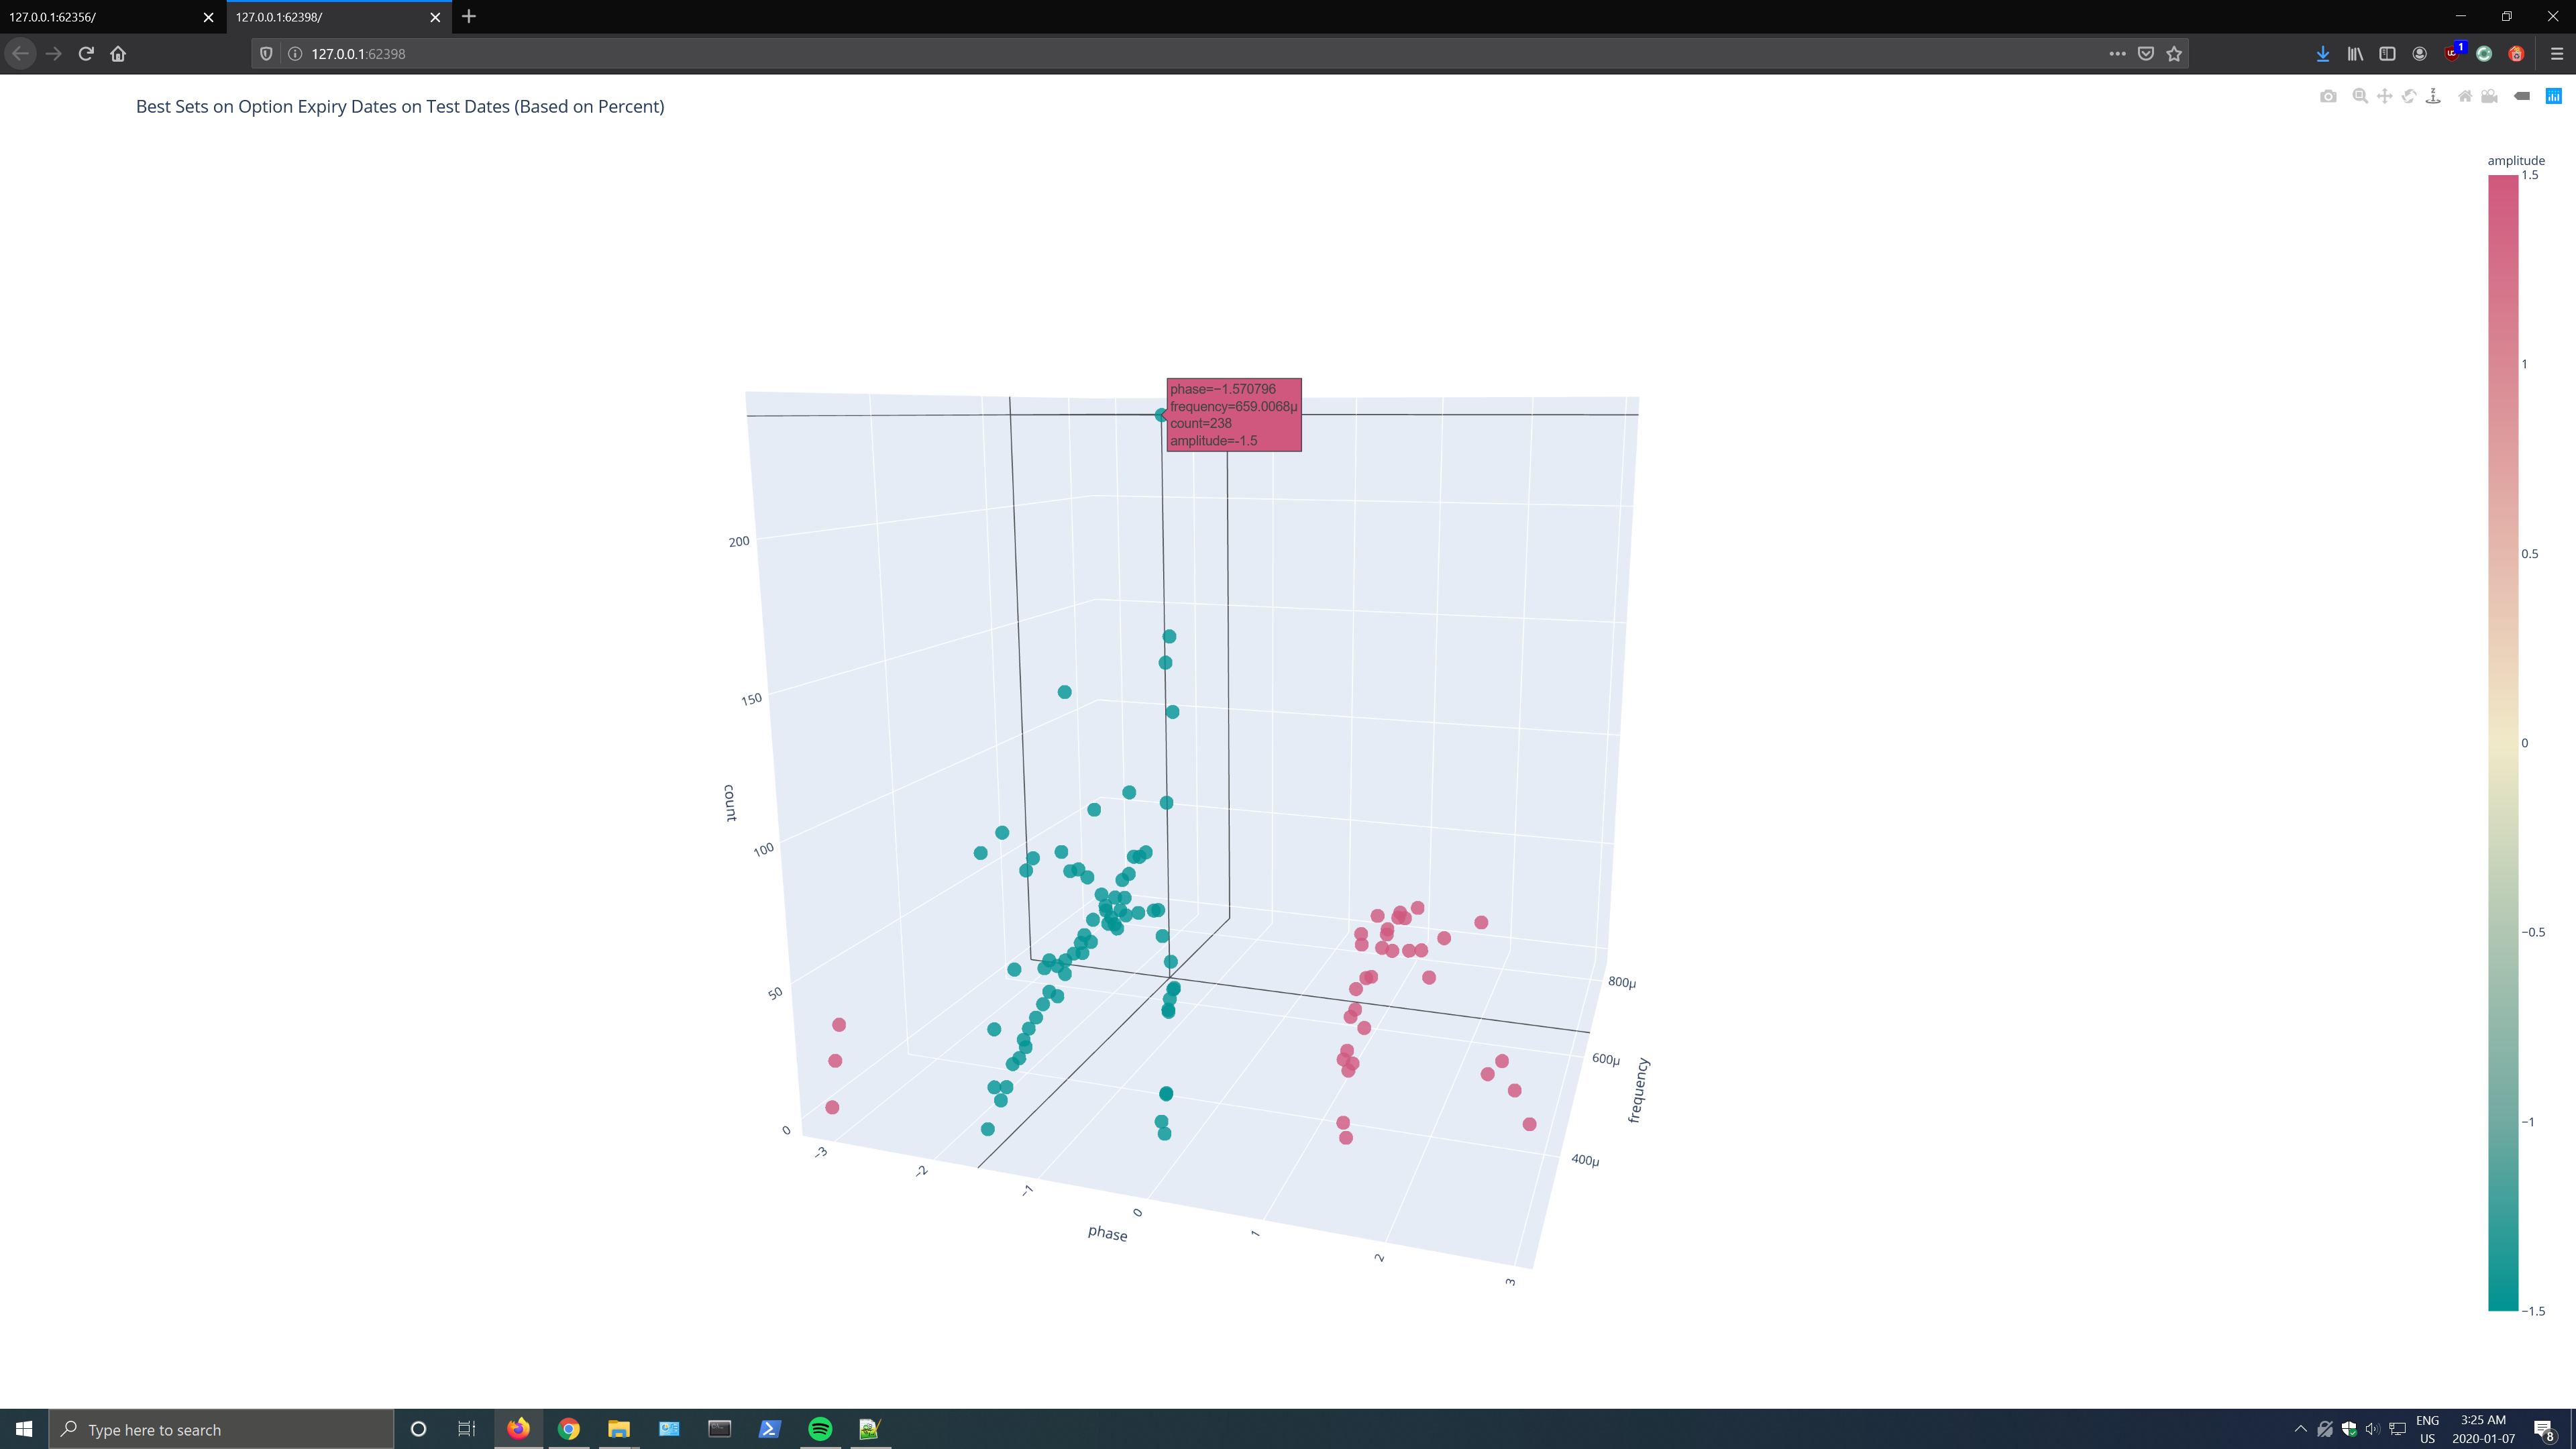 127.0.0.1:62356/
127.0.0.1:62398/
127.0.0.1:62398
1
Best Sets on Option Expiry Dates on Test Dates (Based on Percent)
amplitude
1.5
1
0.5
0
−0.5
−1
−1.5
phase=−1.570796
frequency=659.0068μ
count=238
amplitude=-1.5
200
150
100
50
0
count
−3
−2
−1
0
1
2
3
phase
800μ
600μ
400μ
frequency
Type here to search
ENG
US
3:25 AM
2020-01-07
8